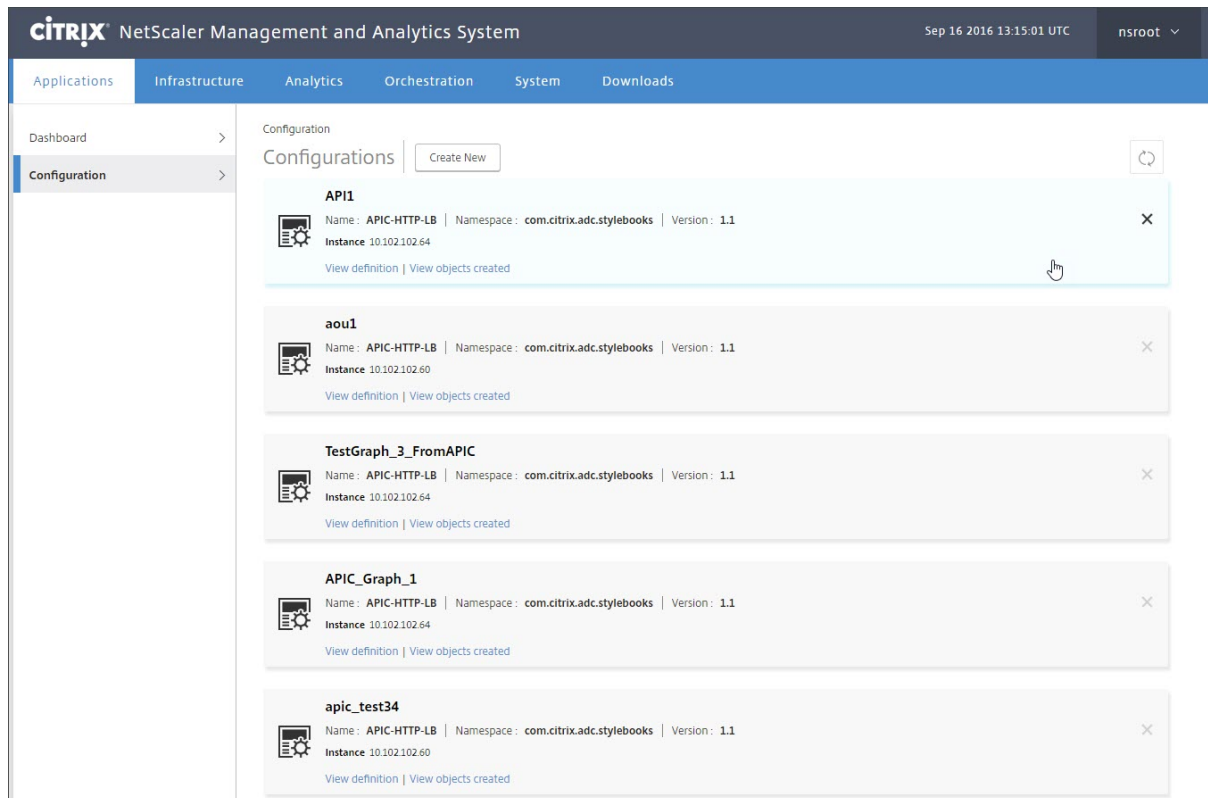 CİTRIX® NetScaler Management and Analytics System Sep 16 2016 13:15:01 UTC nsroot
Applications Infrastructure Analytics Orchestration System Downloads
Dashboard
Configuration
Configuration
Configurations Create New
API1
Name : APIC-HTTP-LB | Namespace : com.citrix.adc.stylebooks | Version : 1.1
Instance 10.102.102.64
View definition | View objects created
aou1
Name : APIC-HTTP-LB | Namespace : com.citrix.adc.stylebooks | Version : 1.1
Instance 10.102.102.60
View definition | View objects created
TestGraph_3_FromAPIC
Name : APIC-HTTP-LB | Namespace : com.citrix.adc.stylebooks | Version : 1.1
Instance 10.102.102.64
View definition | View objects created
APIC_Graph_1
Name : APIC-HTTP-LB | Namespace : com.citrix.adc.stylebooks | Version : 1.1
Instance 10.102.102.64
View definition | View objects created
apic_test34
Name : APIC-HTTP-LB | Namespace : com.citrix.adc.stylebooks | Version : 1.1
Instance 10.102.102.60
View definition | View objects created